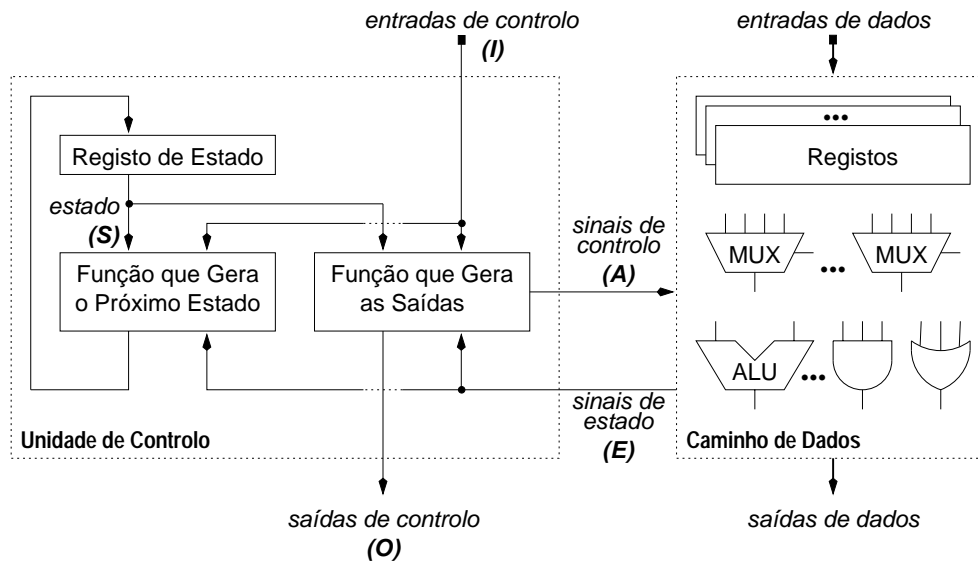 entradas de controlo
(I)
entradas de dados
Registo de Estado
estado
(S)
Função que Gera
o Próximo Estado
Função que Gera
as Saídas
sinais de
controlo
(A)
•••
Registos
MUX
•••
MUX
ALU
•••
sinais de
estado
(E)
Unidade de Controlo
Caminho de Dados
saídas de controlo
(O)
saídas de dados